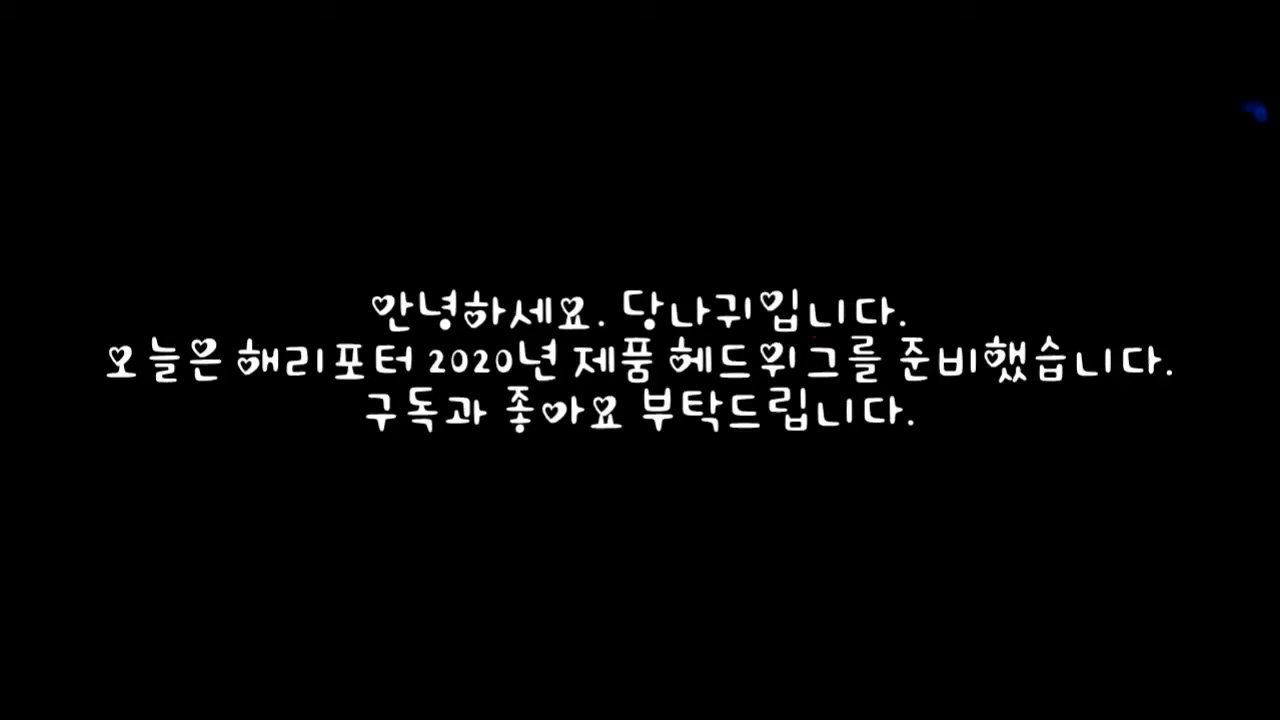 안녕하세요. 당나귀입니다.
오늘은 해리포터 2020년 제품 헤드위그를 준비했습니다.
구독과 좋아요 부탁드립니다.